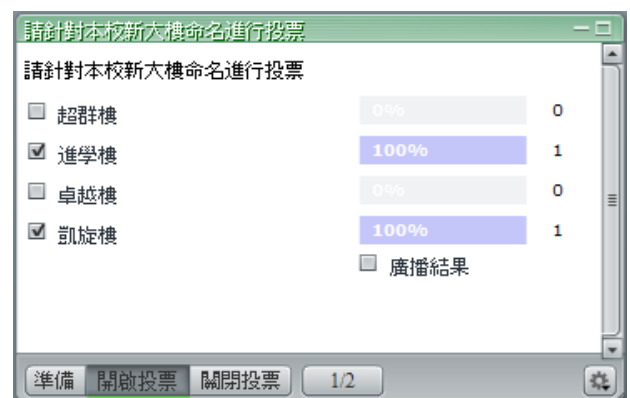 請針對本校新大樓命名進行投票
請針對本校新大樓命名進行投票
超群樓 0% 0
進學樓 100% 1
卓越樓 0% 0
凱旋樓 100% 1
廣播結果
準備 開啟投票 關閉投票 1/2